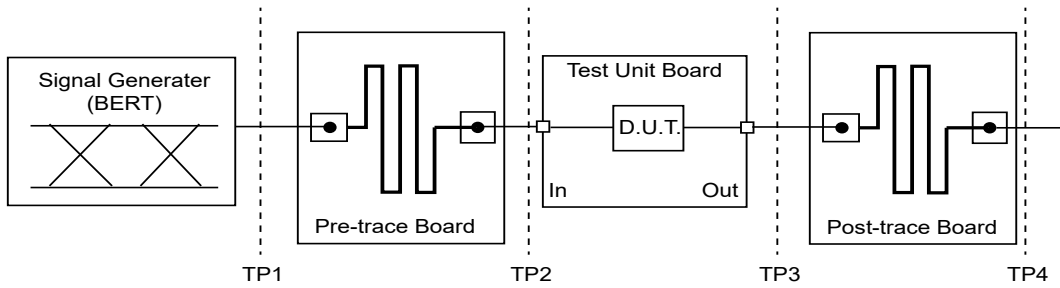 Signal Generater
(BERT)
Pre-trace Board
Test Unit Board
D.U.T.
In
Out
Post-trace Board
TP1
TP2
TP3
TP4